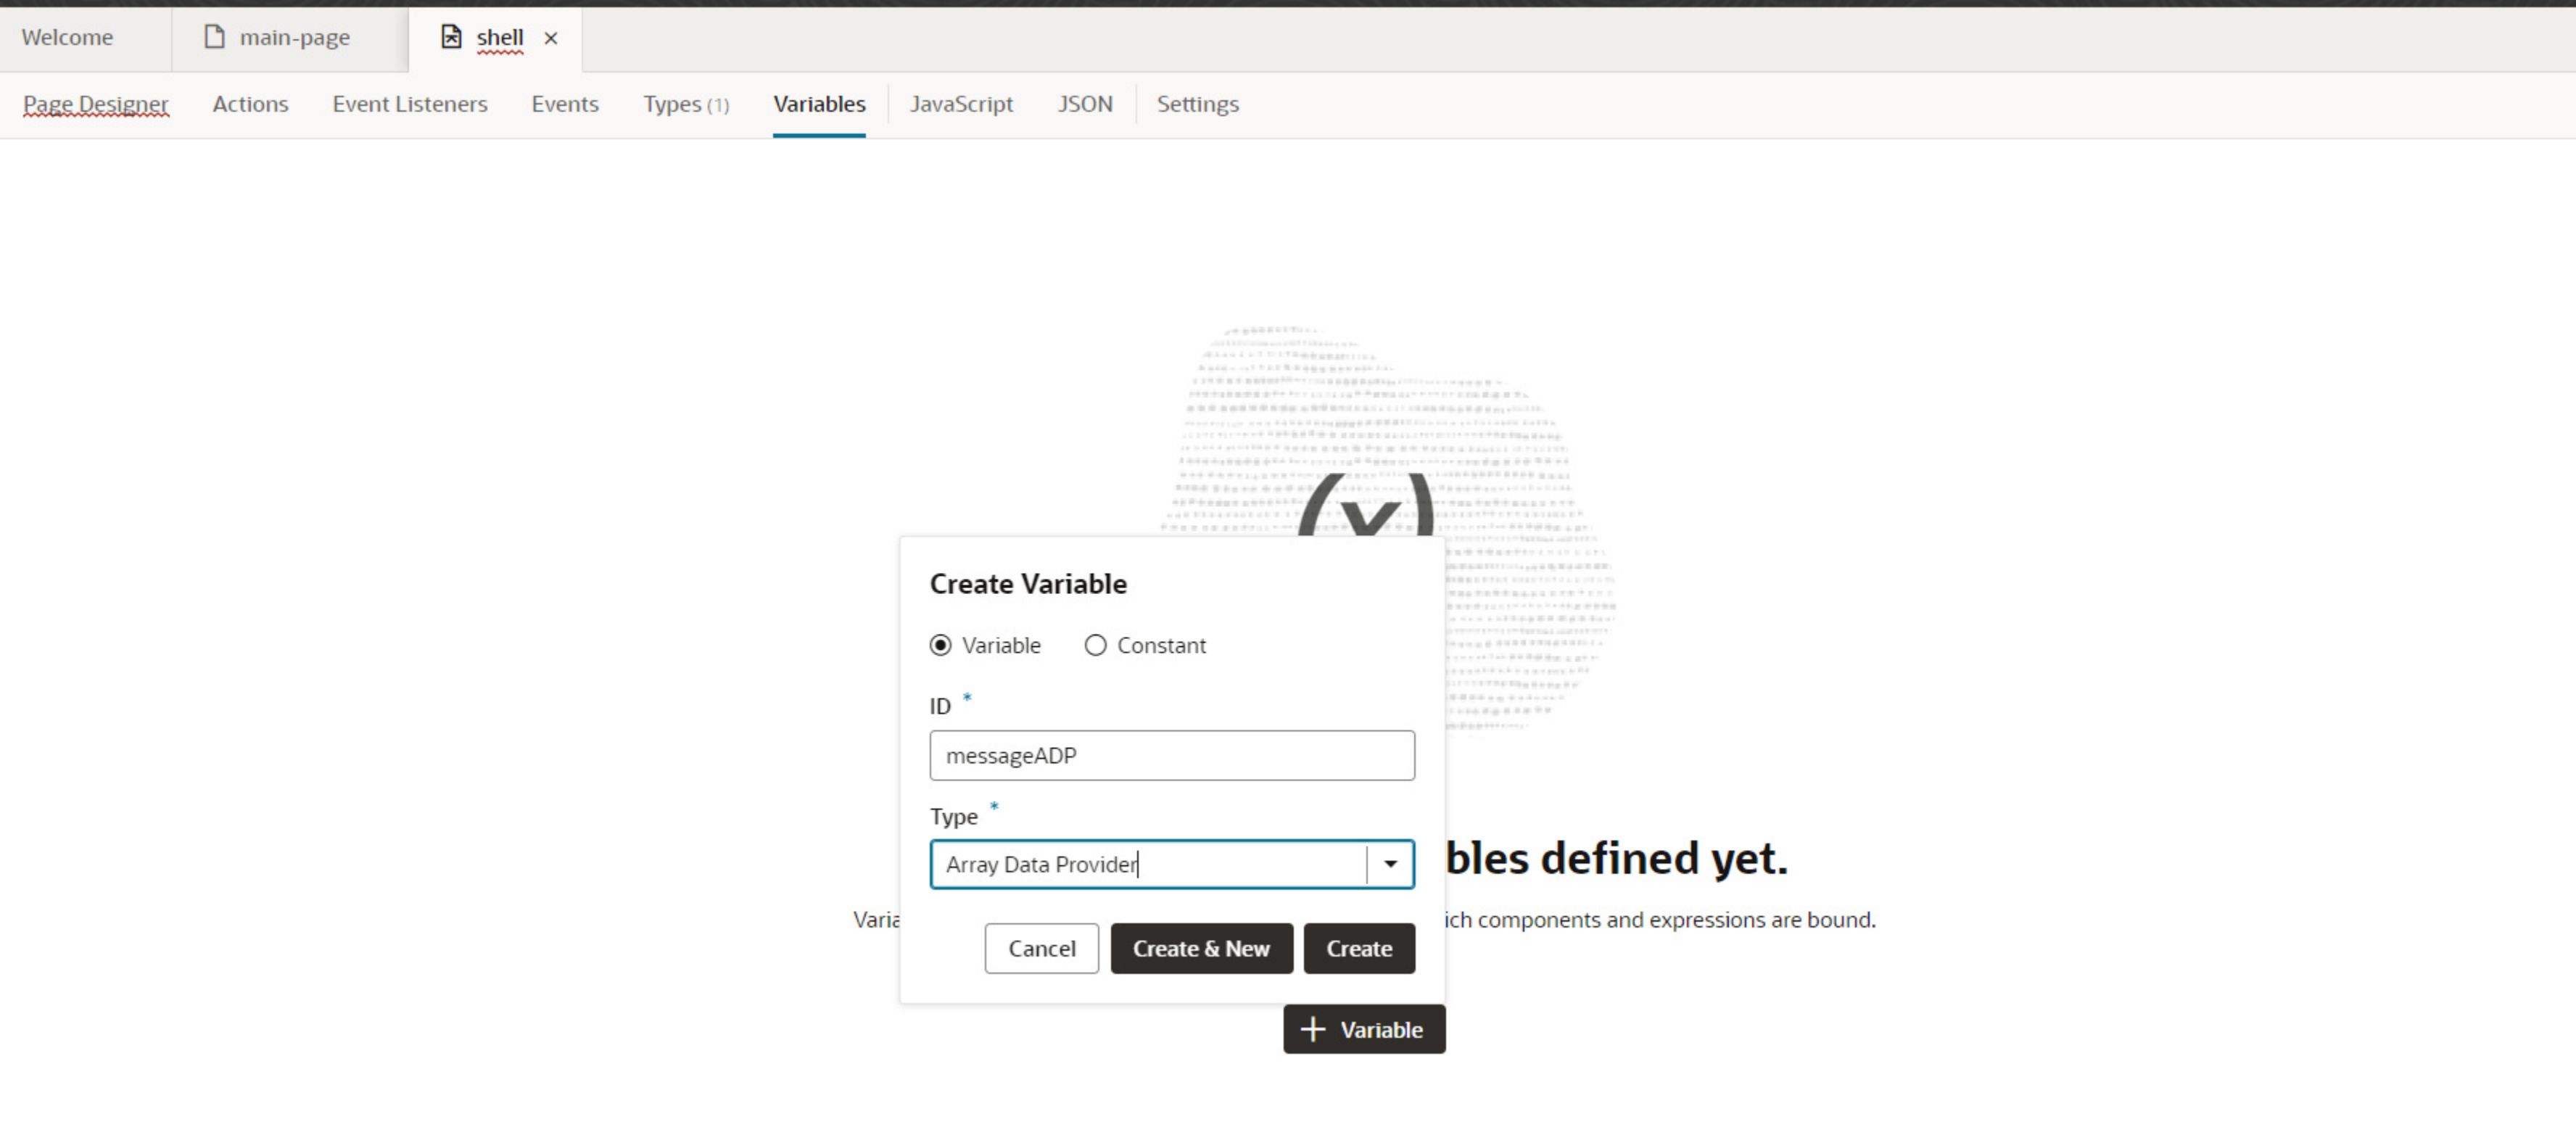 Welcome main-page shell ×
Page Designer Actions Event Listeners Events Types (1) Variables JavaScript JSON Settings
(x)
Create Variable
Variable Constant
ID *
messageADP
Type *
Array Data Provider
bles defined yet.
Varia ich components and expressions are bound.
Cancel Create & New Create
+ Variable